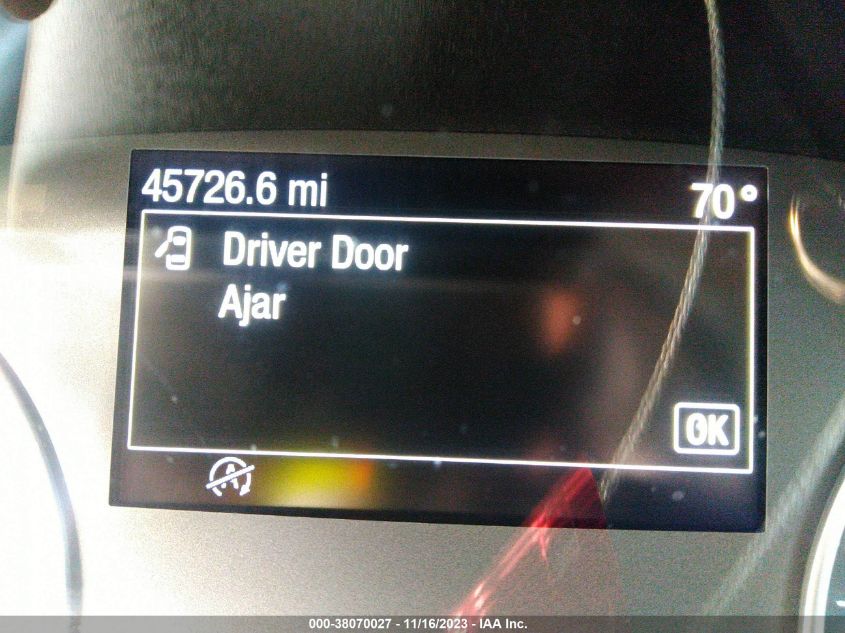 45726.6 mi 70°
Driver Door
Ajar
OK
A
000-38070027 - 11/16/2023 - IAA Inc.